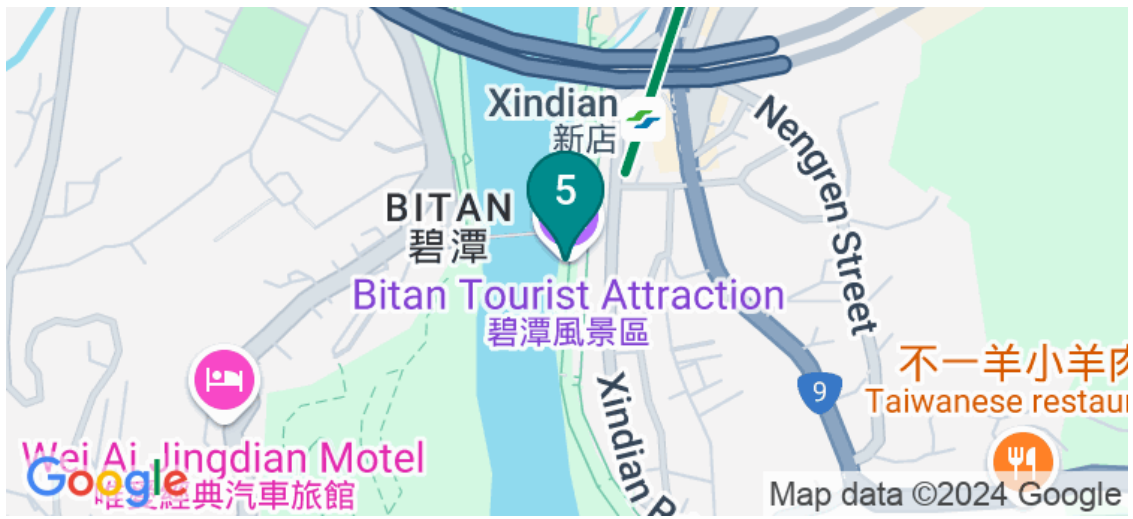 Xindian
新店
Nengren Street
5
BITAN
碧潭
Bitan Tourist Attraction
碧潭風景區
不一羊小羊肉
Taiwanese restaur
9
Xindian R
Wei Ai Jingdian Motel
唯愛經典汽車旅館
Google
Map data ©2024 Google